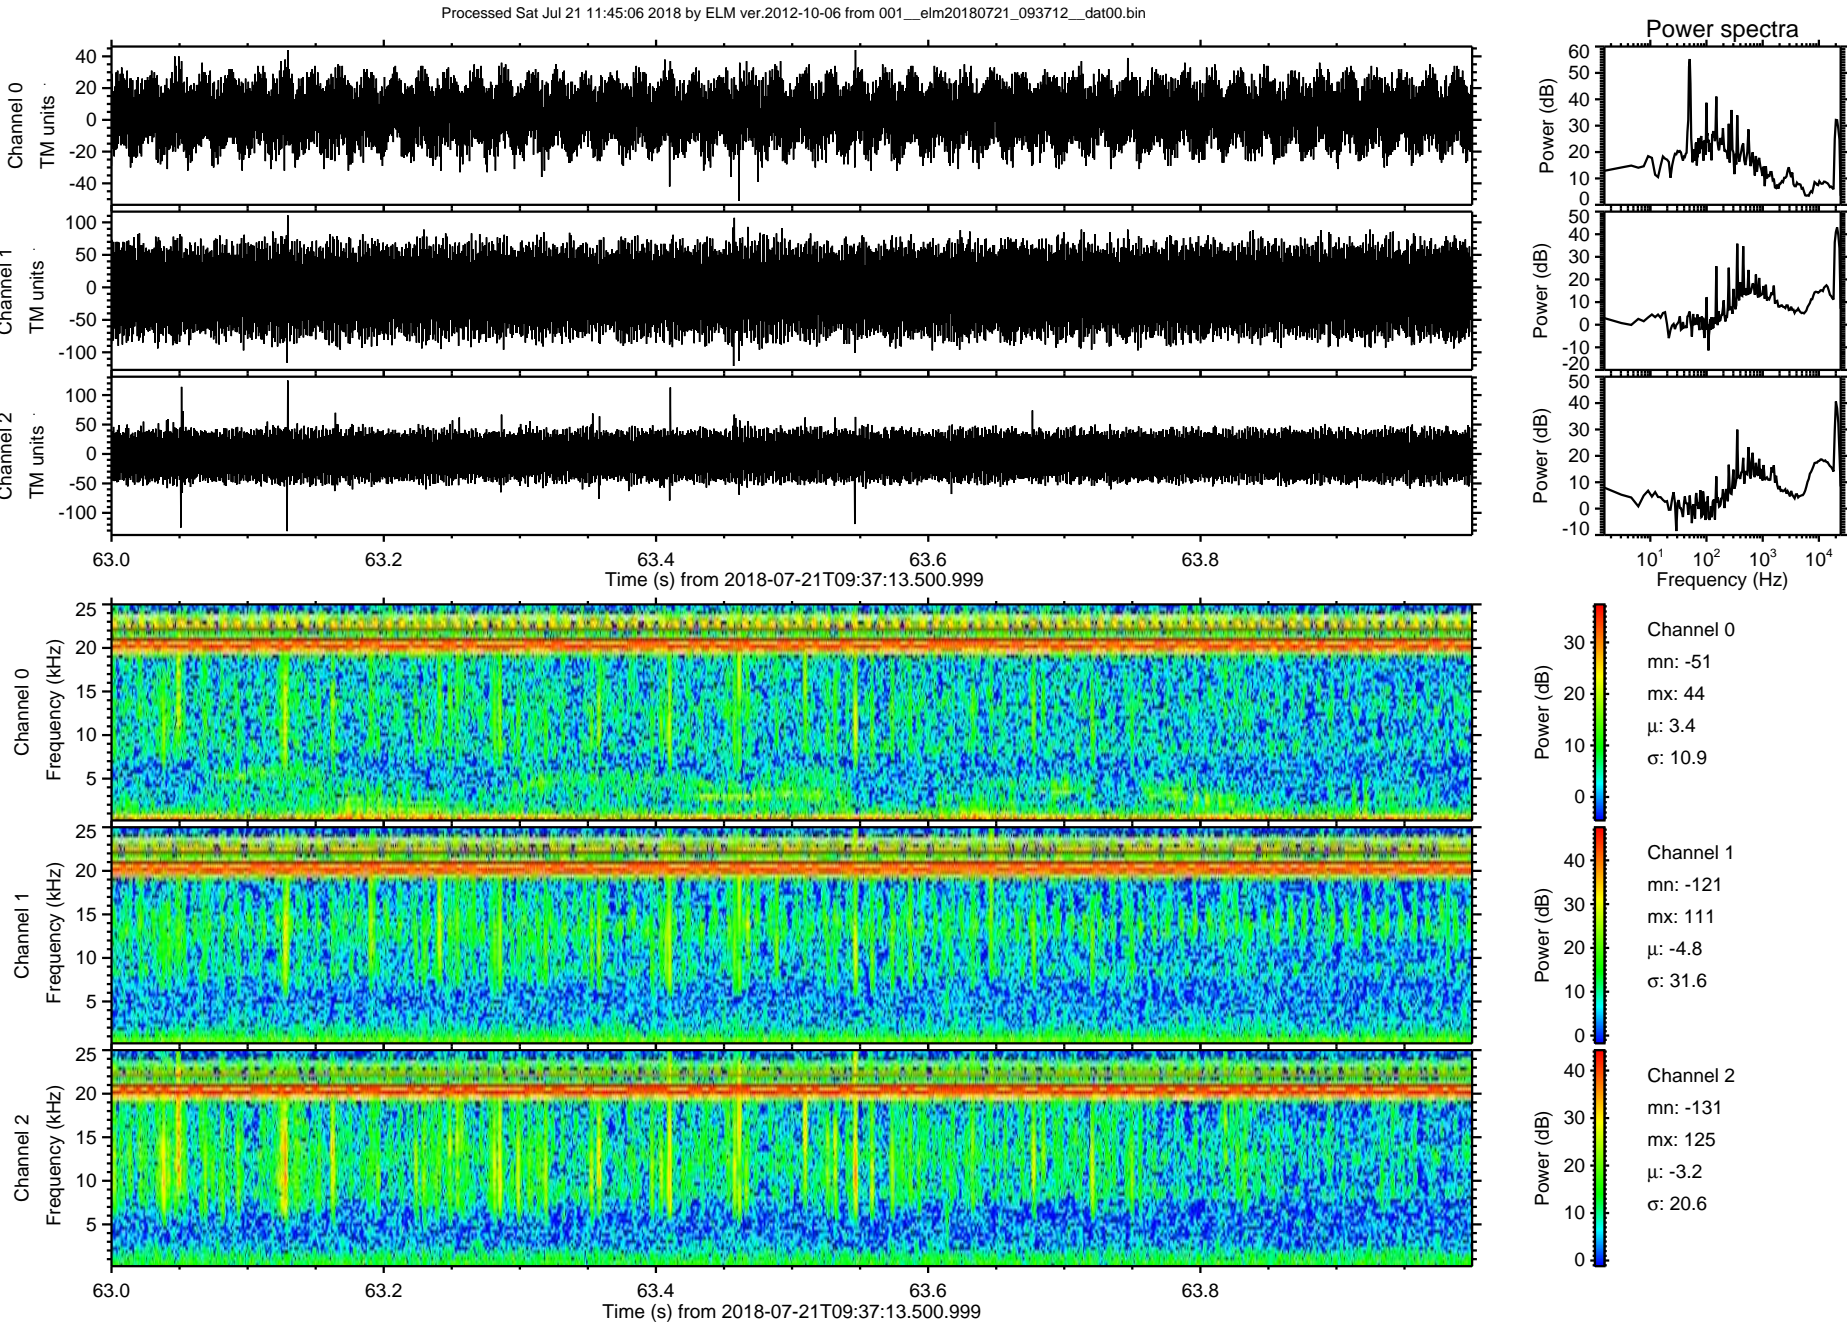 Processed Sat Jul 21 11:45:06 2018 by ELM ver.2012-10-06 from 001__elm20180721_093712__dat00.bin
Power spectra
Channel 0
TM units
40
20
0
-20
-40
Power (dB)
60
50
40
30
20
10
0
Channel 1
TM units
100
50
0
-50
-100
Power (dB)
50
40
30
20
10
0
-10
-20
Channel 2
TM units
100
50
0
-50
-100
Power (dB)
50
40
30
20
10
0
-10
63.0 63.2 63.4 63.6 63.8
Time (s) from 2018-07-21T09:37:13.500.999
10^1 10^2 10^3 10^4
Frequency (Hz)
Channel 0
Frequency (kHz)
25
20
15
10
5
Power (dB)
30
20
10
0
Channel 0
mn: -51
mx: 44
μ: 3.4
σ: 10.9
Channel 1
Frequency (kHz)
25
20
15
10
5
Power (dB)
40
30
20
10
0
Channel 1
mn: -121
mx: 111
μ: -4.8
σ: 31.6
Channel 2
Frequency (kHz)
25
20
15
10
5
Power (dB)
40
30
20
10
0
Channel 2
mn: -131
mx: 125
μ: -3.2
σ: 20.6
63.0 63.2 63.4 63.6 63.8
Time (s) from 2018-07-21T09:37:13.500.999